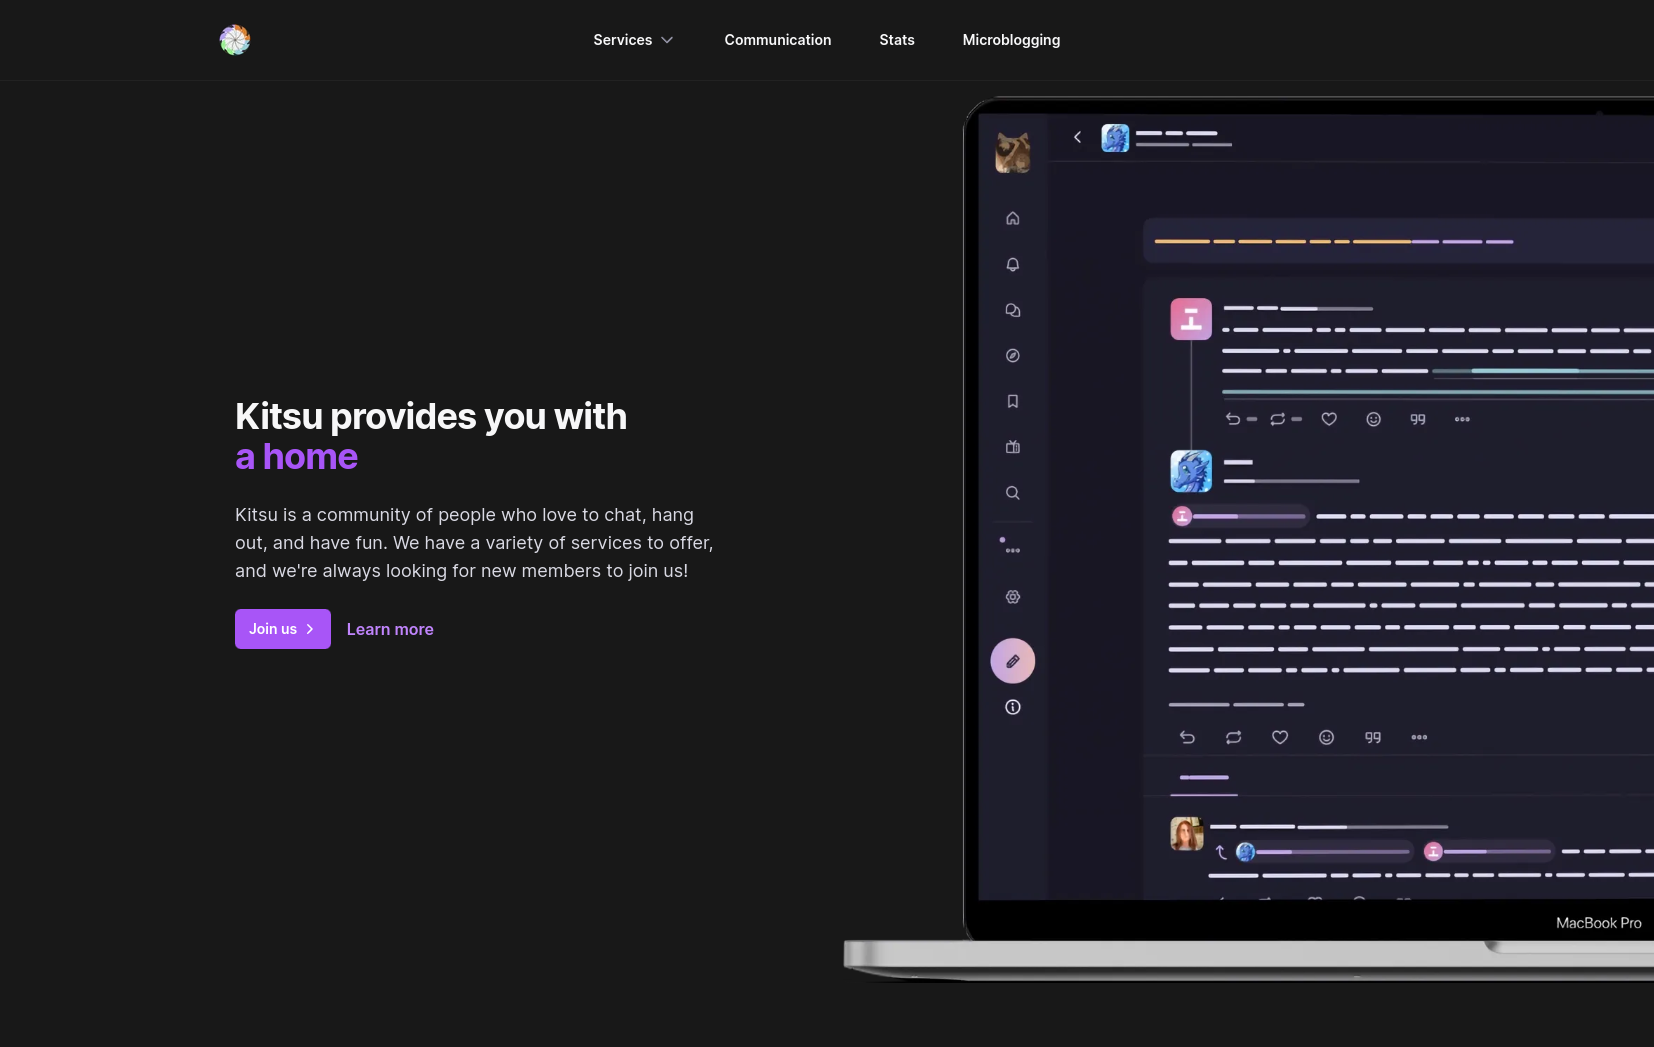 Services
Communication
Stats
Microblogging
Kitsu provides you with
a home
Kitsu is a community of people who love to chat, hang
out, and have fun. We have a variety of services to offer,
and we're always looking for new members to join us!
Join us
Learn more
MacBook Pro